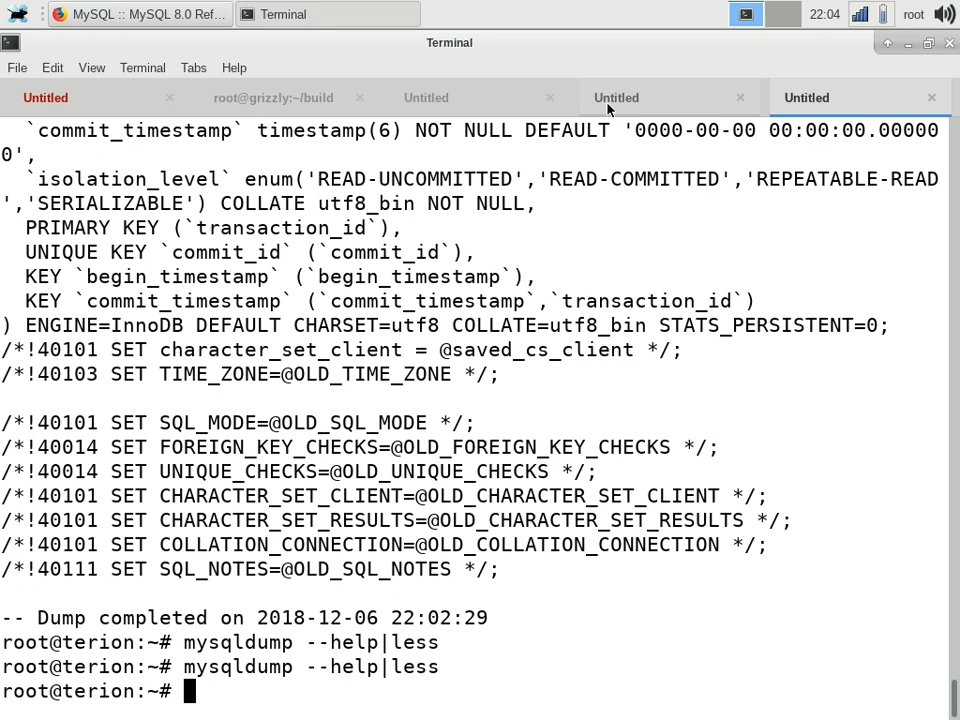 MySQL :: MySQL 8.0 Ref... Terminal 22:04 root
Terminal
File Edit View Terminal Tabs Help
Untitled root@grizzly:~/build Untitled Untitled Untitled
`commit_timestamp` timestamp(6) NOT NULL DEFAULT '0000-00-00 00:00:00.00000
0',
`isolation_level` enum('READ-UNCOMMITTED','READ-COMMITTED','REPEATABLE-READ
','SERIALIZABLE') COLLATE utf8_bin NOT NULL,
PRIMARY KEY (`transaction_id`),
UNIQUE KEY `commit_id` (`commit_id`),
KEY `begin_timestamp` (`begin_timestamp`),
KEY `commit_timestamp` (`commit_timestamp`,`transaction_id`)
) ENGINE=InnoDB DEFAULT CHARSET=utf8 COLLATE=utf8_bin STATS_PERSISTENT=0;
/*!40101 SET character_set_client = @saved_cs_client */;
/*!40103 SET TIME_ZONE=@OLD_TIME_ZONE */;
/*!40101 SET SQL_MODE=@OLD_SQL_MODE */;
/*!40014 SET FOREIGN_KEY_CHECKS=@OLD_FOREIGN_KEY_CHECKS */;
/*!40014 SET UNIQUE_CHECKS=@OLD_UNIQUE_CHECKS */;
/*!40101 SET CHARACTER_SET_CLIENT=@OLD_CHARACTER_SET_CLIENT */;
/*!40101 SET CHARACTER_SET_RESULTS=@OLD_CHARACTER_SET_RESULTS */;
/*!40101 SET COLLATION_CONNECTION=@OLD_COLLATION_CONNECTION */;
/*!40111 SET SQL_NOTES=@OLD_SQL_NOTES */;
-- Dump completed on 2018-12-06 22:02:29
root@terion:~# mysqldump --help|less
root@terion:~# mysqldump --help|less
root@terion:~#